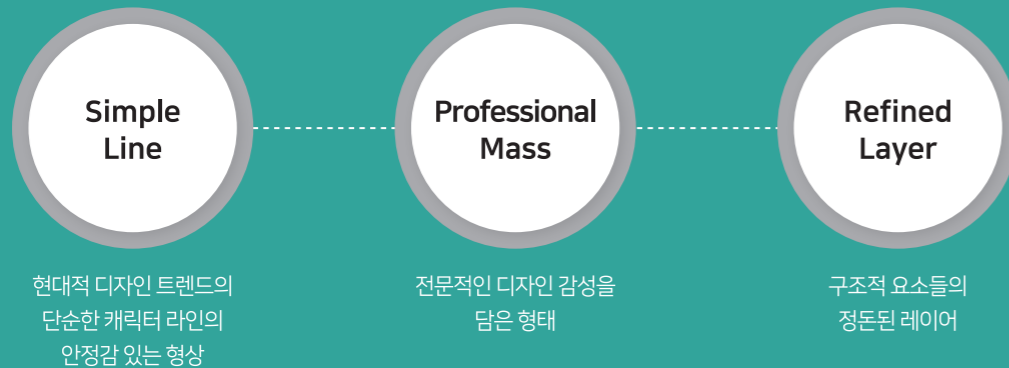 Simple
Line
Professional
Mass
Refined
Layer
현대적 디자인 트렌드의
단순한 캐릭터 라인의
안정감 있는 형상
전문적인 디자인 감성을
담은 형태
구조적 요소들의
정돈된 레이어